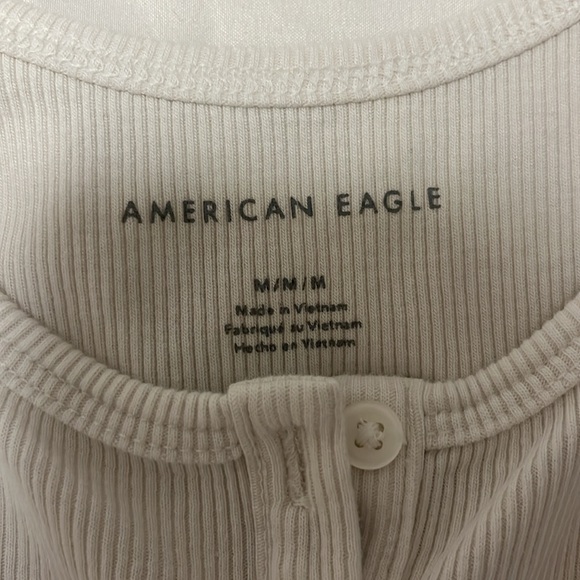 AMERICAN EAGLE
M/M/M
Made in Vietnam
Fabriqué au Vietnam
Hecho en Vietnam